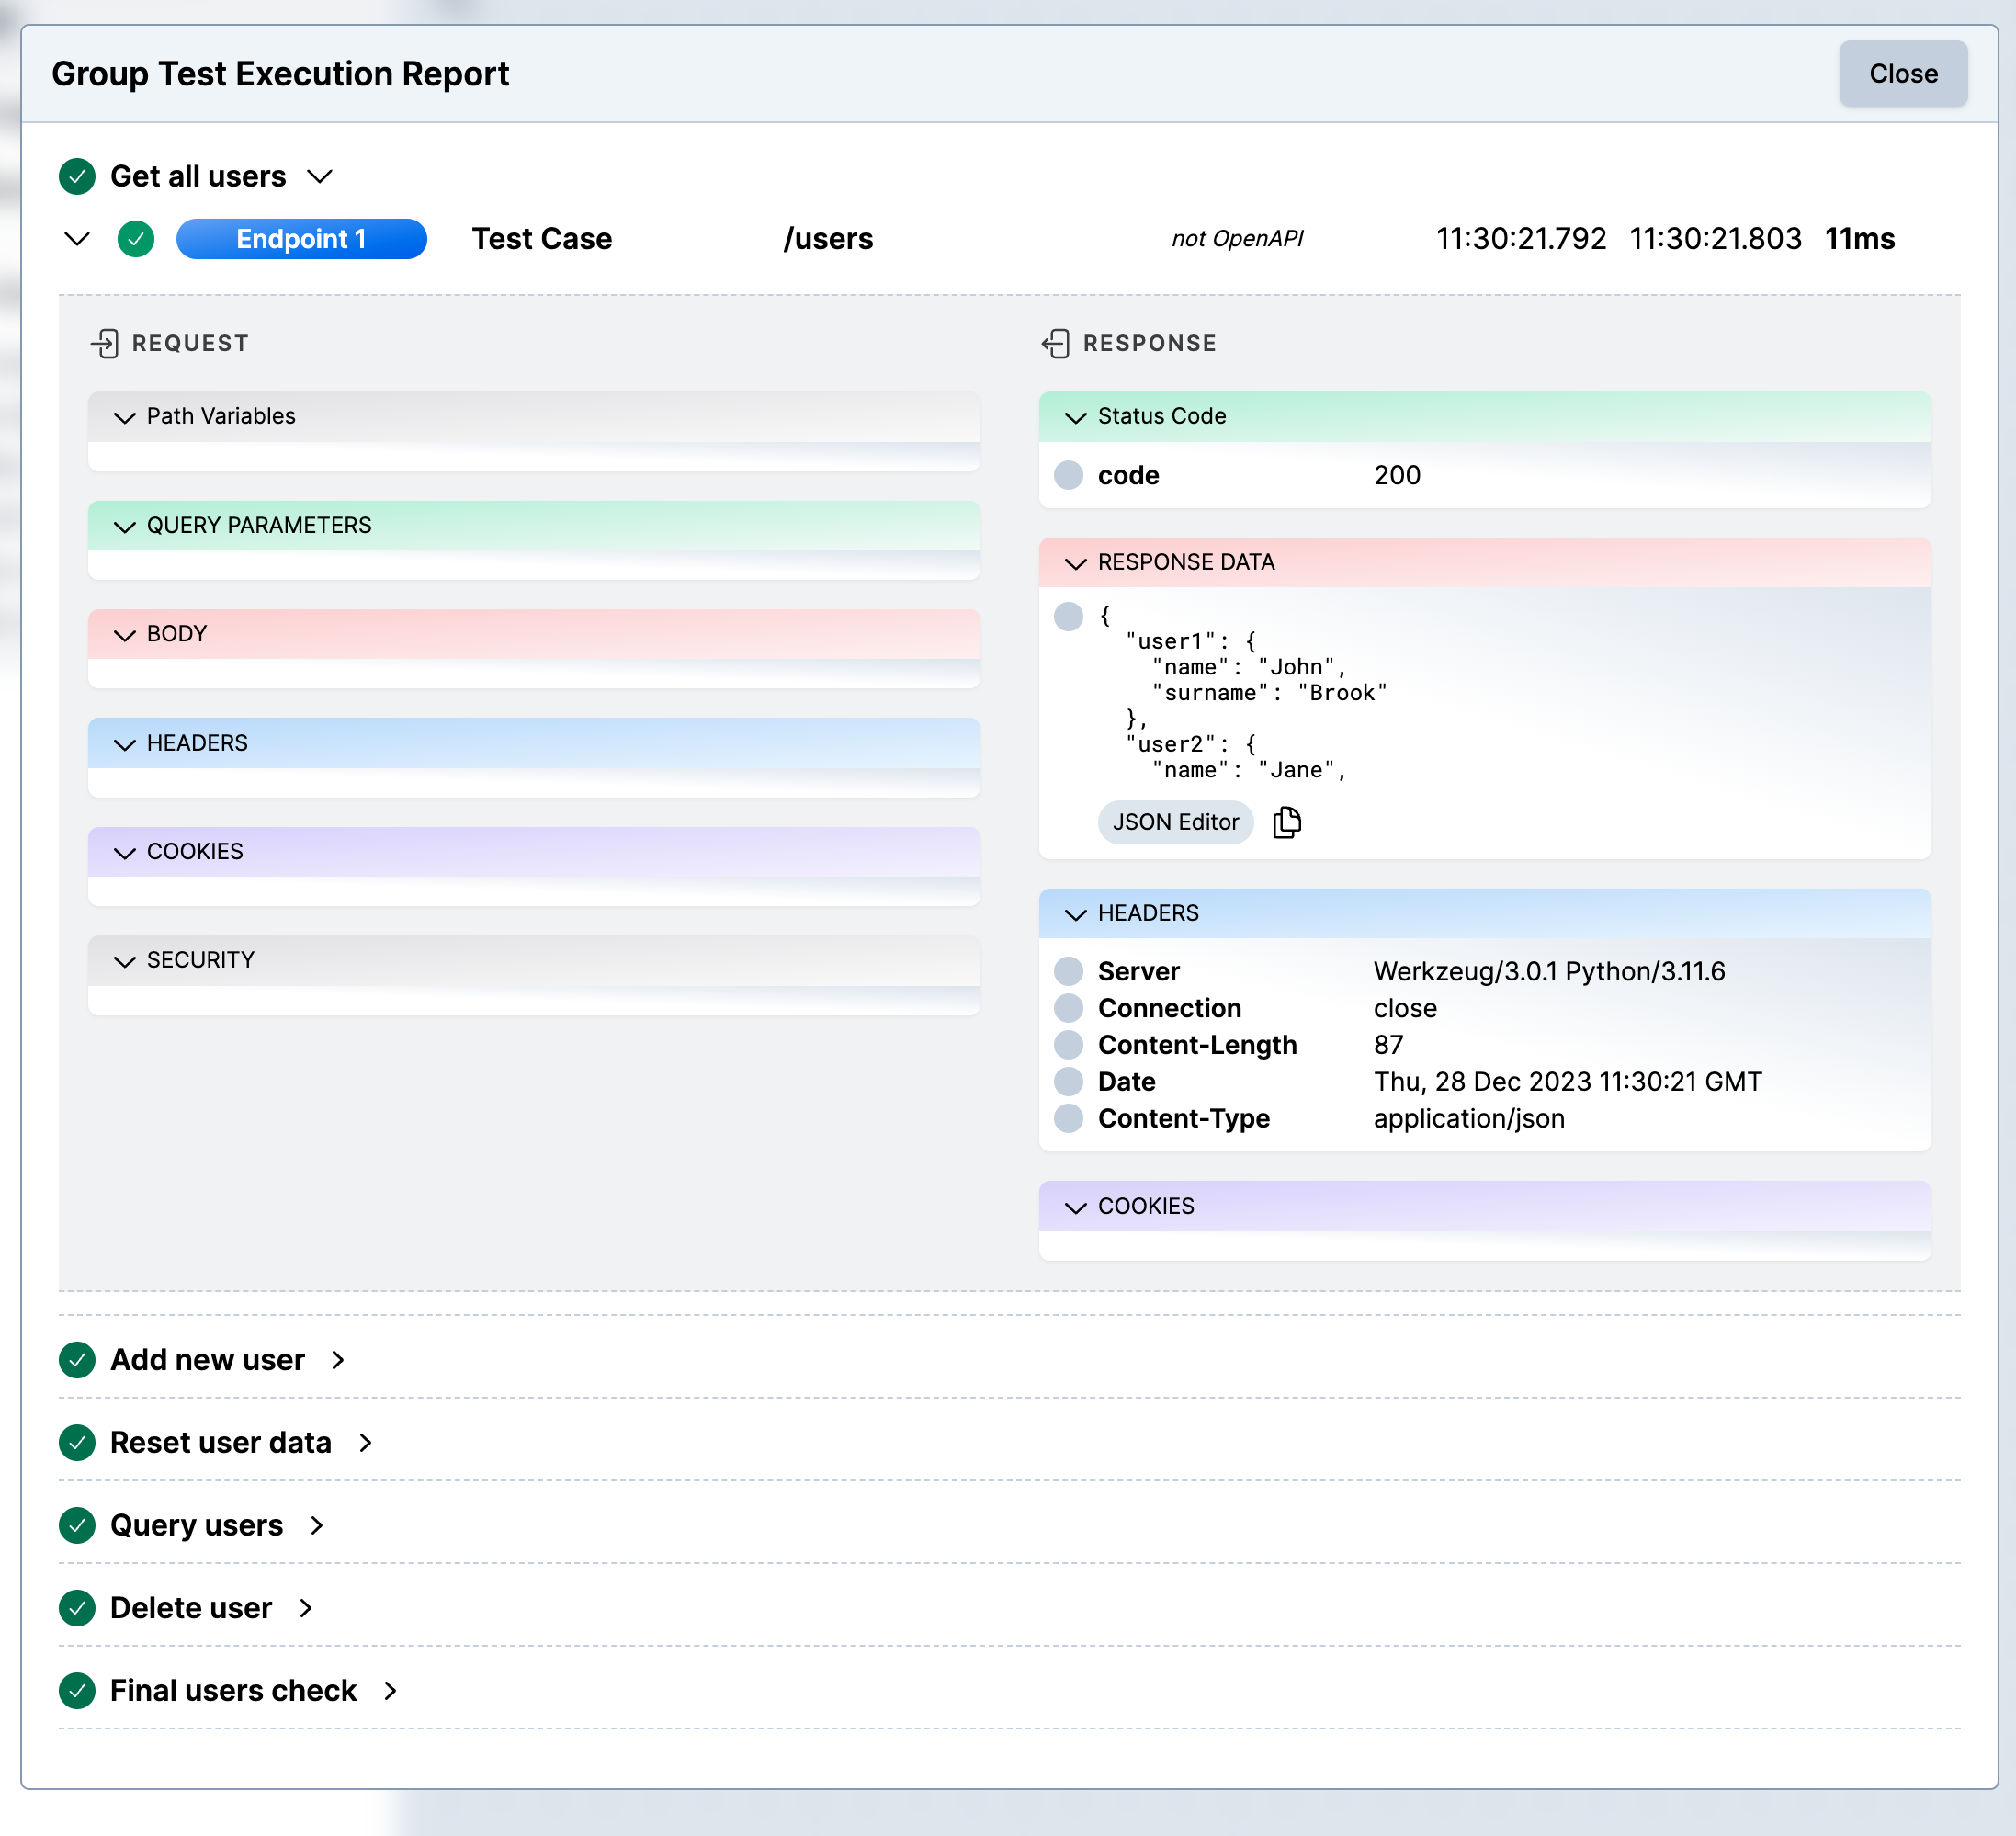 Group Test Execution Report
Close
Get all users
Endpoint 1 Test Case /users not OpenAPI 11:30:21.792 11:30:21.803 11ms
REQUEST
Path Variables
QUERY PARAMETERS
BODY
HEADERS
COOKIES
SECURITY
RESPONSE
Status Code
code 200
RESPONSE DATA
{
"user1": {
"name": "John",
"surname": "Brook"
},
"user2": {
"name": "Jane",
JSON Editor
HEADERS
Server Werkzeug/3.0.1 Python/3.11.6
Connection close
Content-Length 87
Date Thu, 28 Dec 2023 11:30:21 GMT
Content-Type application/json
COOKIES
Add new user
Reset user data
Query users
Delete user
Final users check